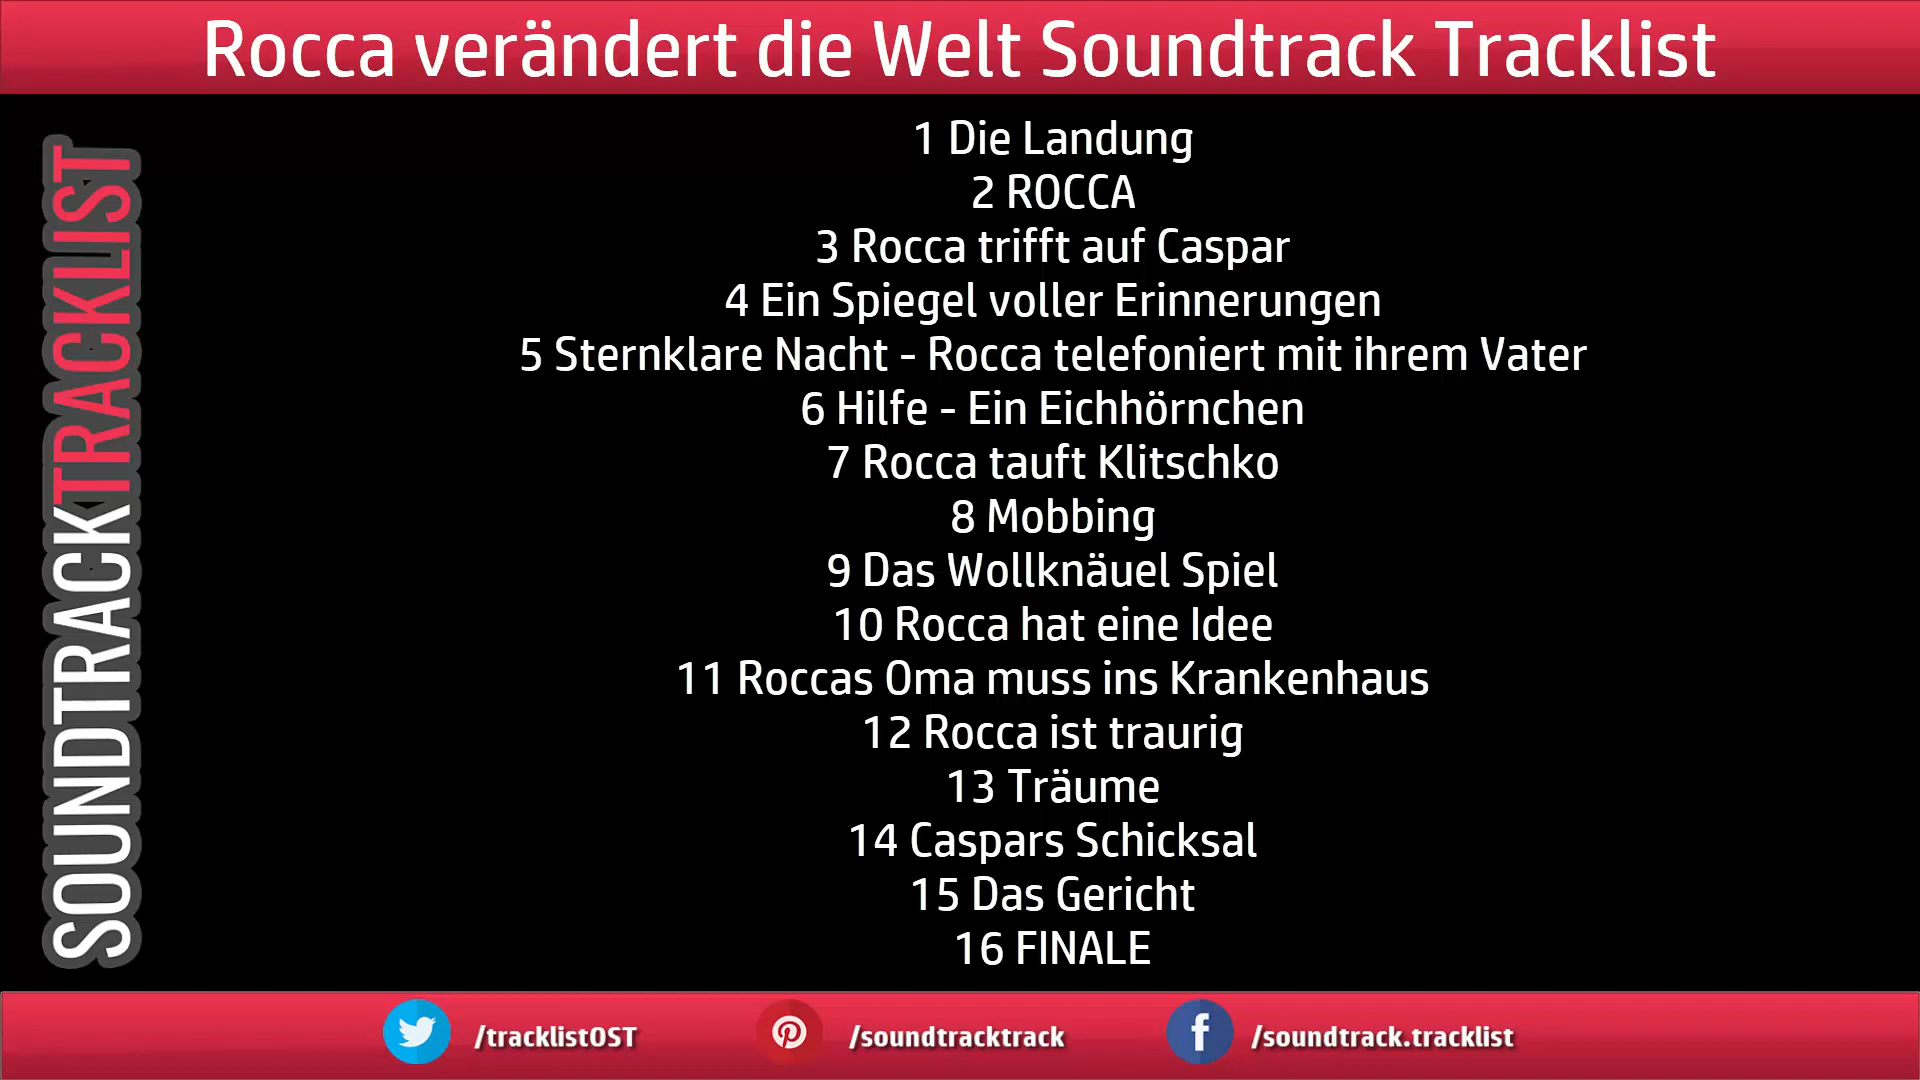 Rocca verändert die Welt Soundtrack Tracklist
SOUNDTRACKTRACKLIST
1 Die Landung
2 ROCCA
3 Rocca trifft auf Caspar
4 Ein Spiegel voller Erinnerungen
5 Sternklare Nacht - Rocca telefoniert mit ihrem Vater
6 Hilfe - Ein Eichhörnchen
7 Rocca tauft Klitschko
8 Mobbing
9 Das Wollknäuel Spiel
10 Rocca hat eine Idee
11 Roccas Oma muss ins Krankenhaus
12 Rocca ist traurig
13 Träume
14 Caspars Schicksal
15 Das Gericht
16 FINALE
/tracklistOST /soundtracktrack /soundtrack.tracklist